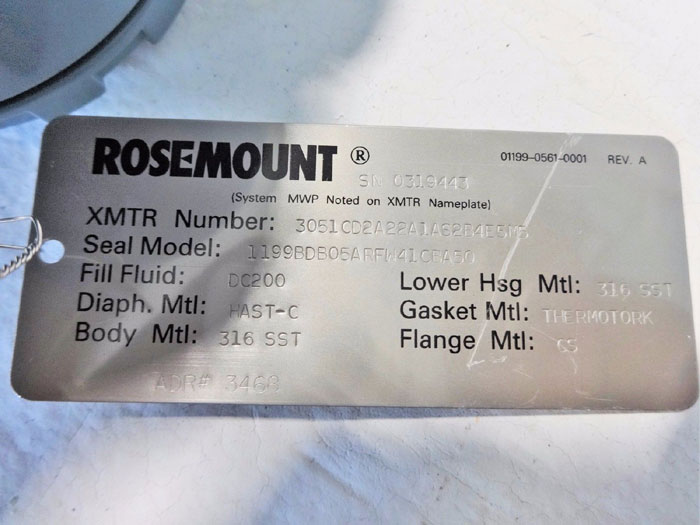 ROSEMOUNT ® 01199-0561-0001 REV. A
SN 0319443
(System MWP Noted on XMTR Nameplate)
XMTR Number:
Seal Model:
Fill Fluid: DC200
Lower Hsg Mtl: 316 SST
Diaph. Mtl: HAST-C
Gasket Mtl: THERMOTORK
Body Mtl: 316 SST
Flange Mtl: CS
ADR# 3468